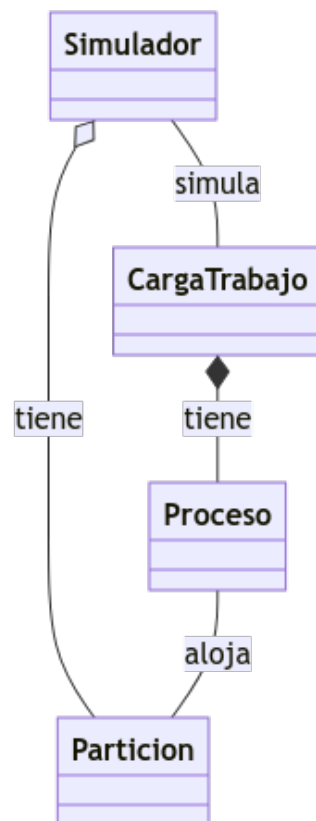 Simulador
simula
CargaTrabajo
tiene
tiene
Proceso
aloja
Particion